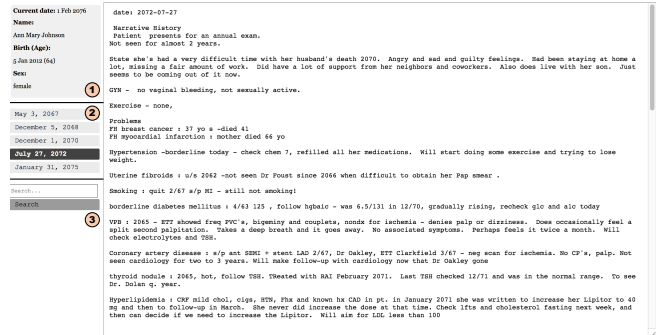 Current date: 1 Feb 2076
Name:
Ann Mary Johnson
Birth (Age):
5 Jan 2012 (64)
Sex:
female
1
May 3, 2067
2
December 5, 2068
December 1, 2070
July 27, 2072
January 31, 2075
Search...
Search
3
date: 2072-07-27
Narrative History
Patient presents for an annual exam.
Not seen for almost 2 years.
State she's had a very difficult time with her husband's death 2070. Angry and sad and guilty feelings. Had been staying at home a
lot, missing a fair amount of work. Did have a lot of support from her neighbors and coworkers. Also does live with her son. Just
seems to be coming out of it now.
GYN - no vaginal bleeding, not sexually active.
Exercise - none,
Problems
FH breast cancer : 37 yo s -died 41
FH myocardial infarction : mother died 66 yo
Hypertension -borderline today - check chem 7, refilled all her medications. Will start doing some exercise and trying to lose
weight.
Uterine fibroids : u/s 2062 -not seen Dr Foust since 2066 when difficult to obtain her Pap smear .
Smoking : quit 2/67 s/p MI - still not smoking!
borderline diabetes mellitus : 4/63 125 , follow hgbaic - was 6.5/131 in 12/70, gradually rising, recheck glc and a1c today
VPB : 2065 - ETT showed freq PVC's, bigeminy and couplets, nondx for ischemia - denies palp or dizziness. Does occasionally feel a
split second palpitation. Takes a deep breath and it goes away. No associated symptoms. Perhaps feels it twice a month. Will
check electrolytes and TSH.
Coronary artery disease : s/p ant SEMI + stent LAD 2/67, Dr Oakley, ETT Clarkfield 3/67 - neg scan for ischemia. No CP's, palp. Not
seen cardiology for two to 3 years. Will make follow-up with cardiology now that Dr Oakley gone
thyroid nodule : 2065, hot, follow TSH. TReated with RAI February 2071. Last TSH checked 12/71 and was in the normal range. To see
Dr. Dolan q. year.
Hyperlipidemia : CRF mild chol, cigs, HTN, Fhx and known hx CAD in pt. in January 2071 she was written to increase her Lipitor to 40
mg and then to follow-up in March. She never did increase the dose at that time. Check lfts and cholesterol fasting next week, and
then can decide if we need to increase the Lipitor. Will aim for LDL less than 100